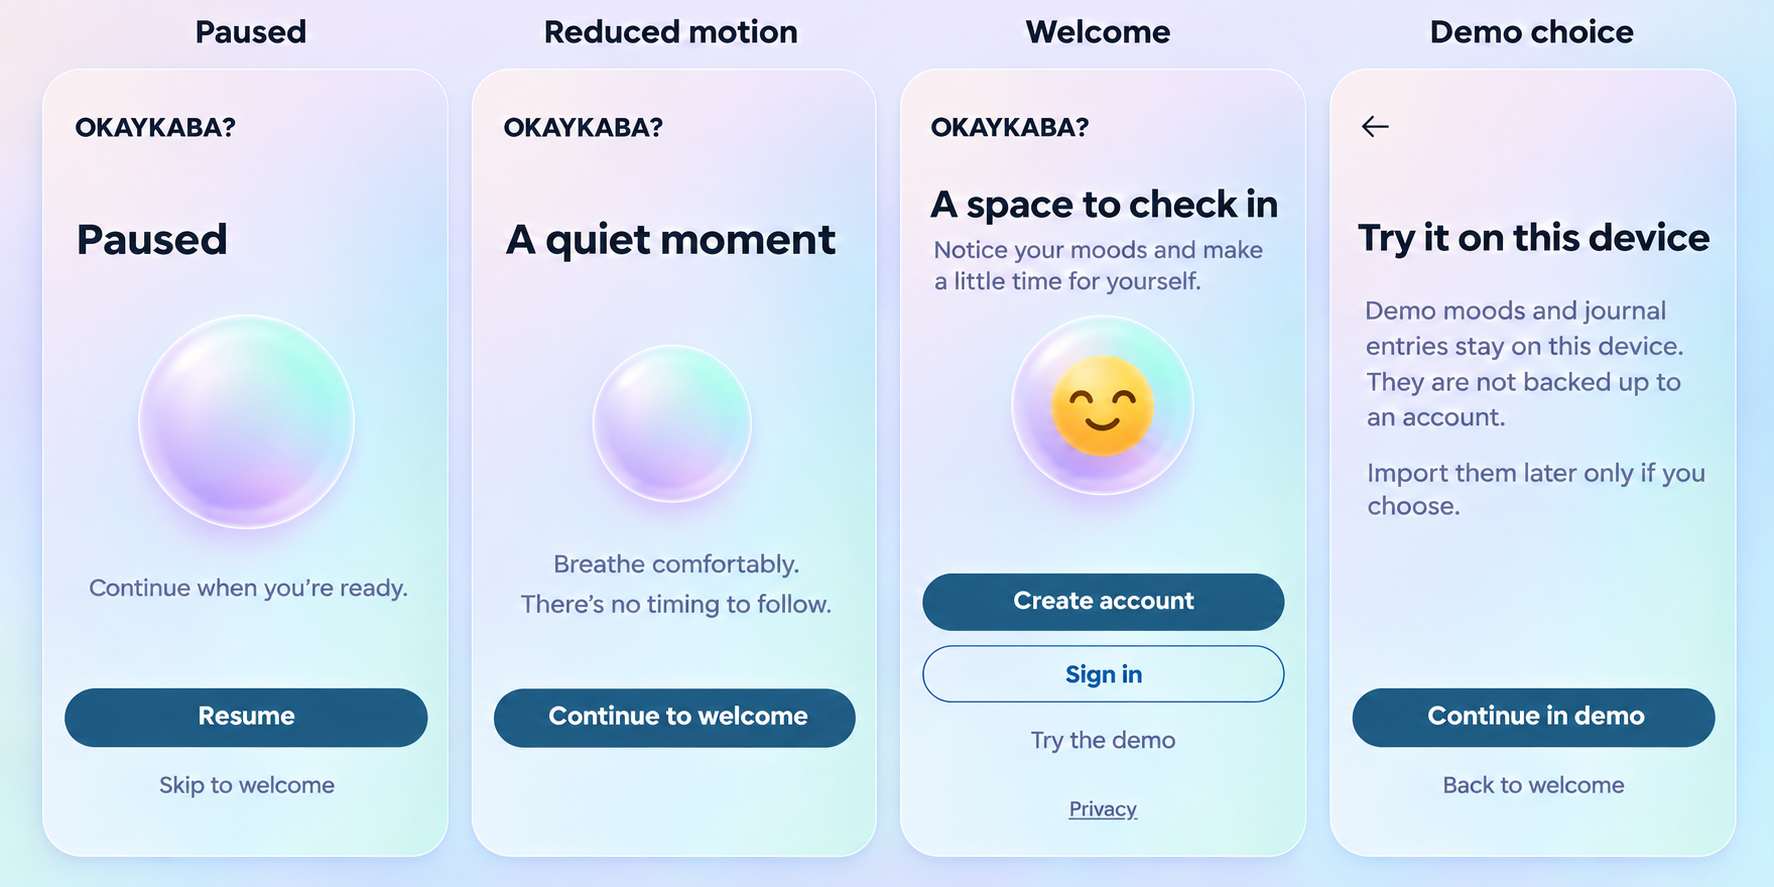 Paused
OKAYKABA?
Paused
Continue when you're ready.
Resume
Skip to welcome
Reduced motion
OKAYKABA?
A quiet moment
Breathe comfortably.
There's no timing to follow.
Continue to welcome
Welcome
OKAYKABA?
A space to check in
Notice your moods and make
a little time for yourself.
Create account
Sign in
Try the demo
Privacy
Demo choice
Try it on this device
Demo moods and journal
entries stay on this device.
They are not backed up to
an account.
Import them later only if you
choose.
Continue in demo
Back to welcome